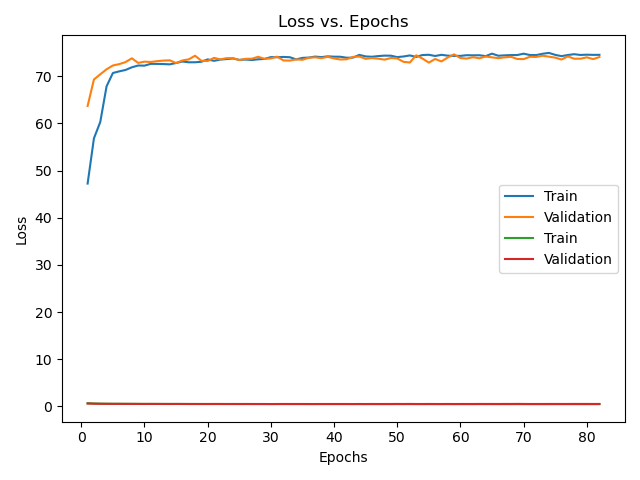 Loss vs. Epochs
Loss
70
60
50
40
30
20
10
0
Train
Validation
Train
Validation
0 10 20 30 40 50 60 70 80
Epochs